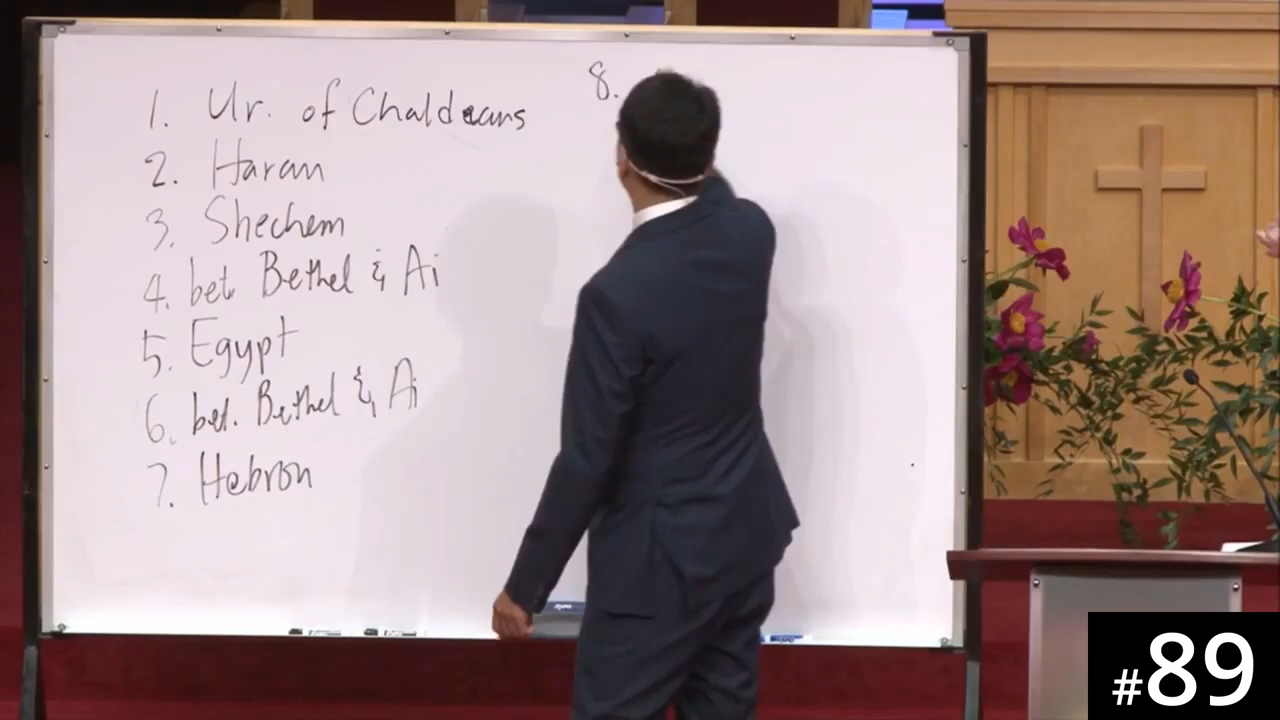 1. Ur. of Chaldeans
2. Haran
3. Shechem
4. bet. Bethel & Ai
5. Egypt
6. bet. Bethel & Ai
7. Hebron
8.
#89